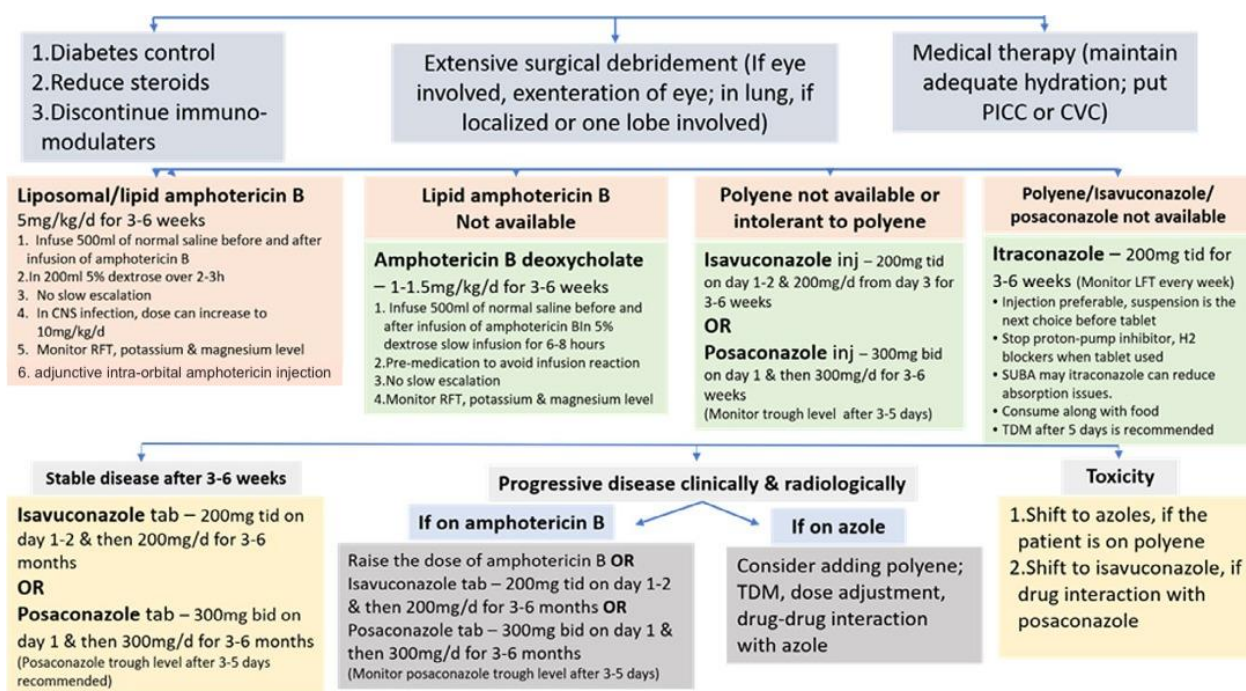 1.Diabetes control
2.Reduce steroids
3.Discontinue immuno-
modulaters
Extensive surgical debridement (If eye
involved, exenteration of eye; in lung, if
localized or one lobe involved)
Medical therapy (maintain
adequate hydration; put
PICC or CVC)
Liposomal/lipid amphotericin B
5mg/kg/d for 3-6 weeks
1. Infuse 500ml of normal saline before and after
infusion of amphotericin B
2.In 200ml 5% dextrose over 2-3h
3. No slow escalation
4. In CNS infection, dose can increase to
10mg/kg/d
5. Monitor RFT, potassium & magnesium level
6. adjunctive intra-orbital amphotericin injection
Lipid amphotericin B
Not available
Amphotericin B deoxycholate
– 1-1.5mg/kg/d for 3-6 weeks
1. Infuse 500ml of normal saline before and
after infusion of amphotericin BIn 5%
dextrose slow infusion for 6-8 hours
2.Pre-medication to avoid infusion reaction
3.No slow escalation
4.Monitor RFT, potassium & magnesium level
Polyene not available or
intolerant to polyene
Isavuconazole inj – 200mg tid
on day 1-2 & 200mg/d from day 3 for
3-6 weeks
OR
Posaconazole inj – 300mg bid
on day 1 & then 300mg/d for 3-6
weeks
(Monitor trough level after 3-5 days)
Polyene/Isavuconazole/
posaconazole not available
Itraconazole – 200mg tid for
3-6 weeks (Monitor LFT every week)
• Injection preferable, suspension is the
next choice before tablet
• Stop proton-pump inhibitor, H2
blockers when tablet used
• SUBA may itraconazole can reduce
absorption issues.
• Consume along with food
• TDM after 5 days is recommended
Stable disease after 3-6 weeks
Isavuconazole tab – 200mg tid on
day 1-2 & then 200mg/d for 3-6
months
OR
Posaconazole tab – 300mg bid on
day 1 & then 300mg/d for 3-6 months
(Posaconazole trough level after 3-5 days
recommended)
Progressive disease clinically & radiologically
If on amphotericin B
Raise the dose of amphotericin B OR
Isavuconazole tab – 200mg tid on day 1-2
& then 200mg/d for 3-6 months OR
Posaconazole tab – 300mg bid on day 1 &
then 300mg/d for 3-6 months
(Monitor posaconazole trough level after 3-5 days)
If on azole
Consider adding polyene;
TDM, dose adjustment,
drug-drug interaction
with azole
Toxicity
1.Shift to azoles, if the
patient is on polyene
2.Shift to isavuconazole, if
drug interaction with
posaconazole